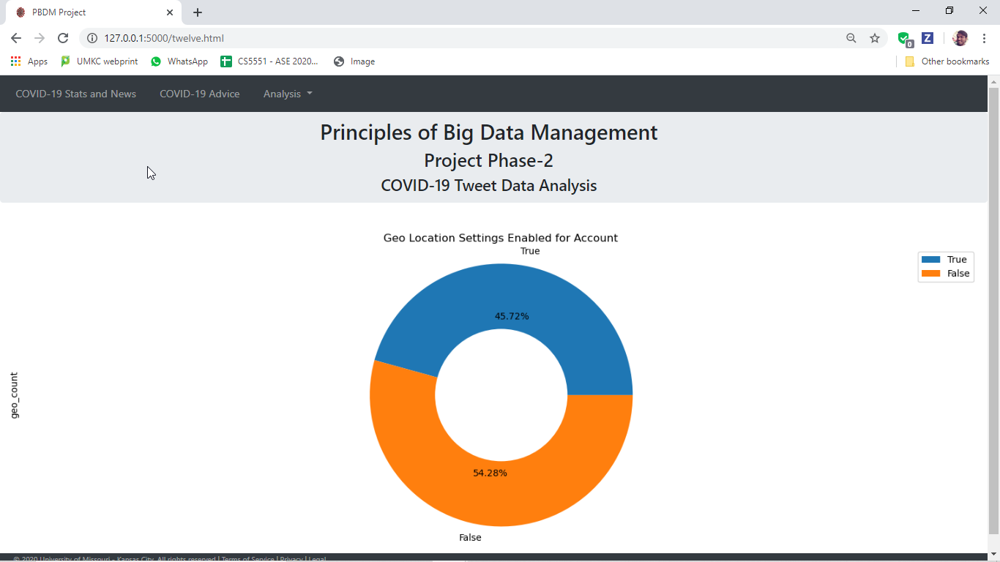 PBDM Project
127.0.0.1:5000/twelve.html
0
Z
Apps
UMKC webprint
WhatsApp
CS5551 - ASE 2020...
Image
Other bookmarks
COVID-19 Stats and News
COVID-19 Advice
Analysis
Principles of Big Data Management
Project Phase-2
COVID-19 Tweet Data Analysis
Geo Location Settings Enabled for Account
True
True
False
45.72%
geo_count
54.28%
False
© 2020 University of Missouri - Kansas City, All rights reserved | Terms of Service | Privacy | Legal